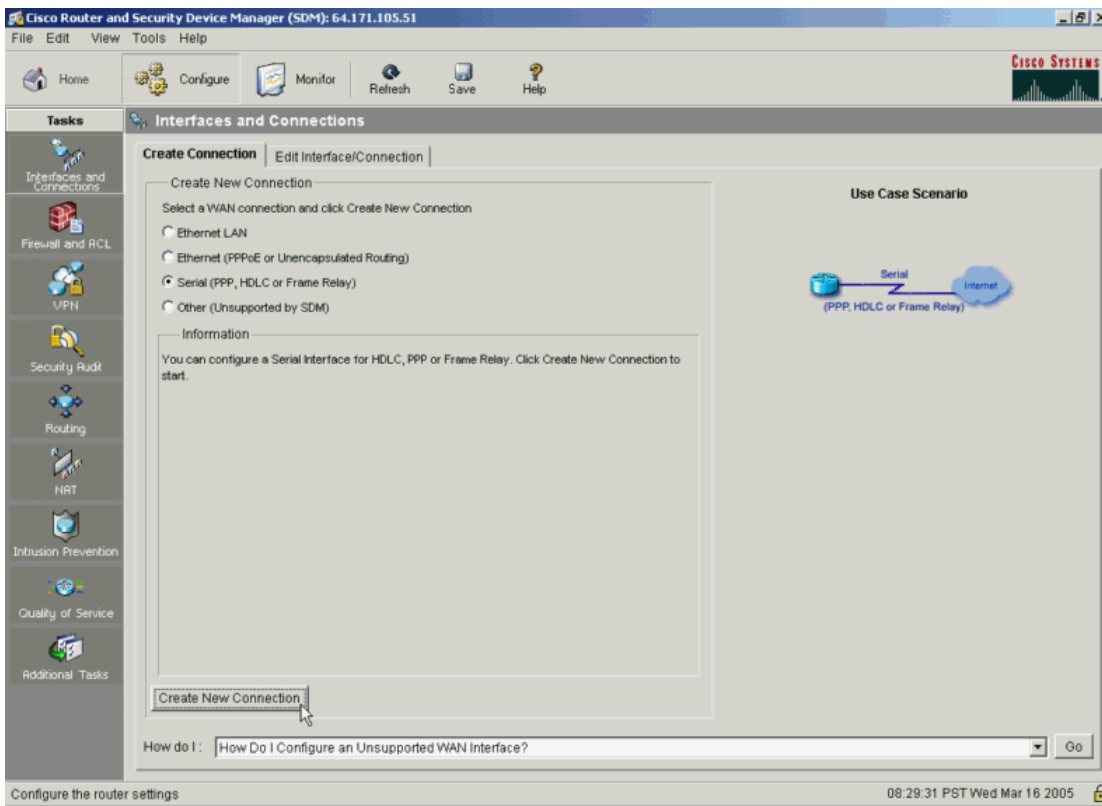 Cisco Router and Security Device Manager (SDM): 64.171.105.51
File Edit View Tools Help
Home Configure Monitor Refresh Save Help
CISCO SYSTEMS
Tasks
Interfaces and Connections
Create Connection Edit Interface/Connection
Interfaces and
Connections
Firewall and ACL
VPN
Security Audit
Routing
NAT
Intrusion Prevention
Quality of Service
Additional Tasks
Create New Connection
Select a WAN connection and click Create New Connection
Ethernet LAN
Ethernet (PPPoE or Unencapsulated Routing)
Serial (PPP, HDLC or Frame Relay)
Other (Unsupported by SDM)
Information
You can configure a Serial Interface for HDLC, PPP or Frame Relay. Click Create New Connection to
start.
Create New Connection
Use Case Scenario
Serial
Internet
(PPP, HDLC or Frame Relay)
How do I : How Do I Configure an Unsupported WAN Interface? Go
Configure the router settings 08:29:31 PST Wed Mar 16 2005